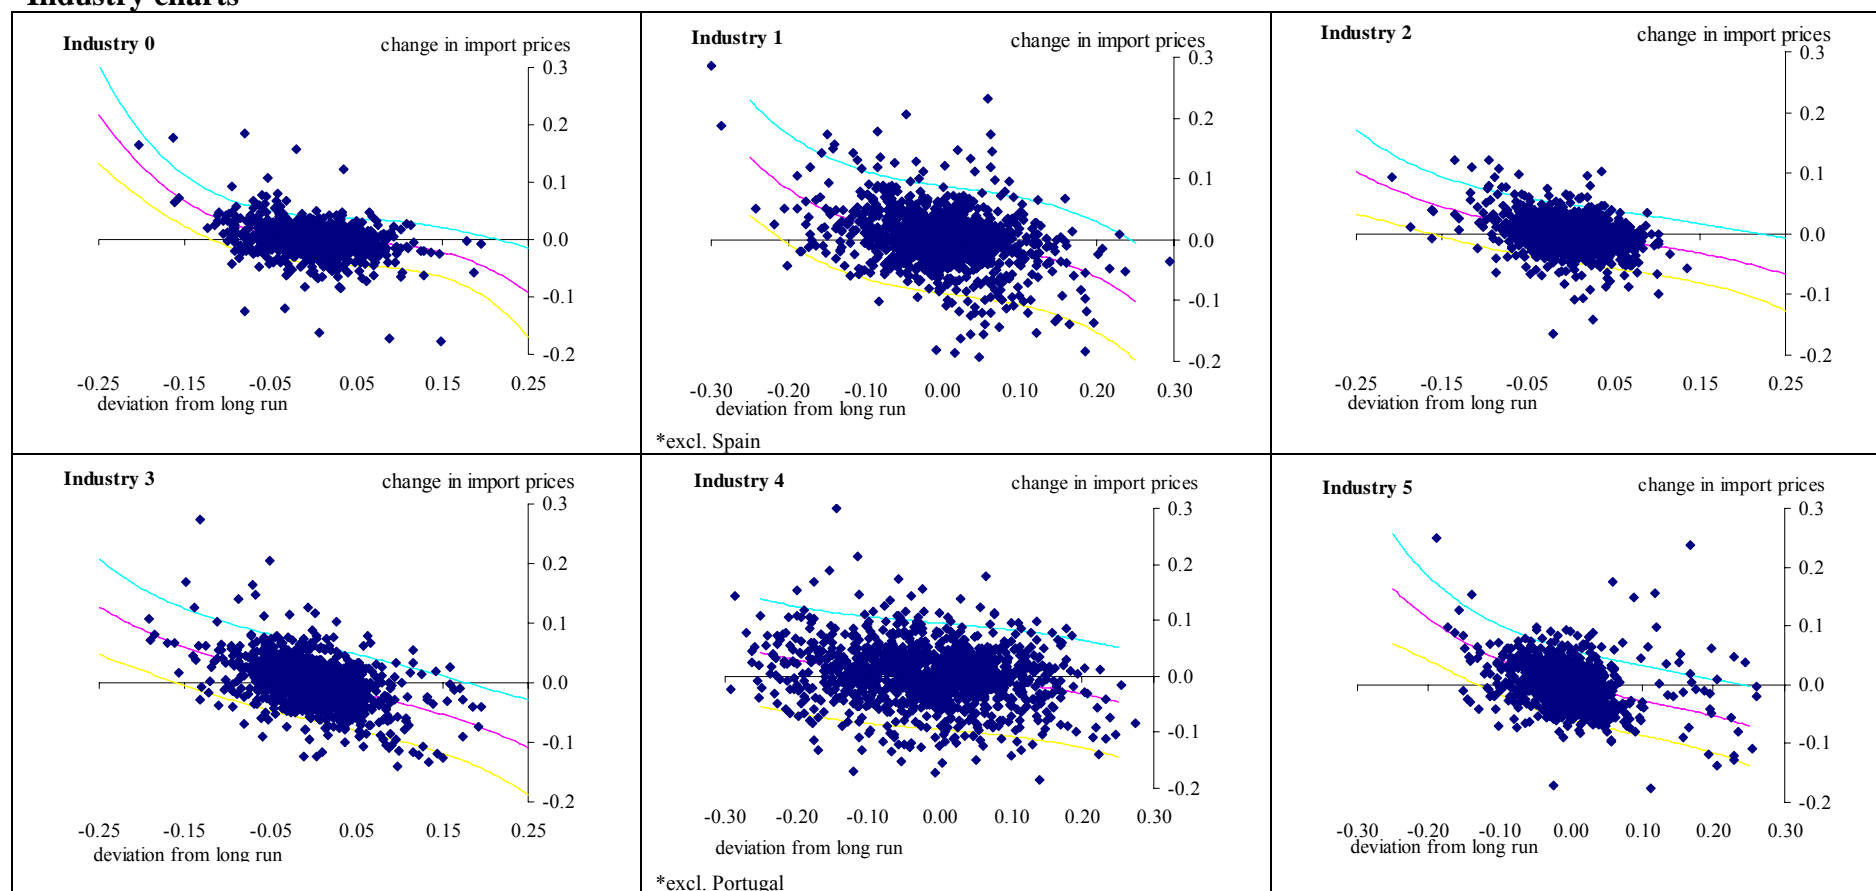 Industry charts
Industry 0
change in import prices
0.3
0.2
0.1
0.0
-0.1
-0.2
-0.25 -0.15 -0.05 0.05 0.15 0.25
deviation from long run
Industry 1
change in import prices
0.3
0.2
0.1
0.0
-0.1
-0.2
-0.30 -0.20 -0.10 0.00 0.10 0.20 0.30
deviation from long run
*excl. Spain
Industry 2
change in import prices
0.3
0.2
0.1
0.0
-0.1
-0.2
-0.25 -0.15 -0.05 0.05 0.15 0.25
deviation from long run
Industry 3
change in import prices
0.3
0.2
0.1
0.0
-0.1
-0.2
-0.25 -0.15 -0.05 0.05 0.15 0.25
deviation from long run
Industry 4
change in import prices
0.3
0.2
0.1
0.0
-0.1
-0.2
-0.30 -0.20 -0.10 0.00 0.10 0.20 0.30
deviation from long run
*excl. Portugal
Industry 5
change in import prices
0.3
0.2
0.1
0.0
-0.1
-0.2
-0.30 -0.20 -0.10 0.00 0.10 0.20 0.30
deviation from long run